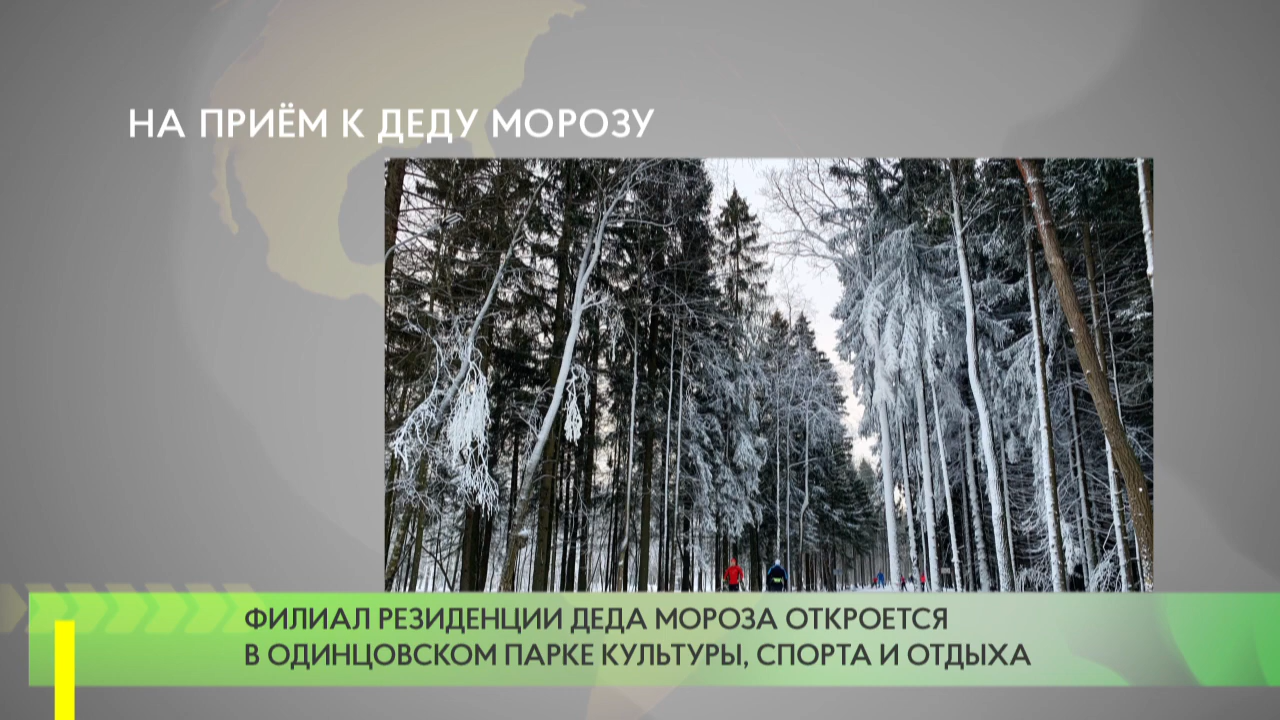 НА ПРИЁМ К ДЕДУ МОРОЗУ
ФИЛИАЛ РЕЗИДЕНЦИИ ДЕДА МОРОЗА ОТКРОЕТСЯ
В ОДИНЦОВСКОМ ПАРКЕ КУЛЬТУРЫ, СПОРТА И ОТДЫХА